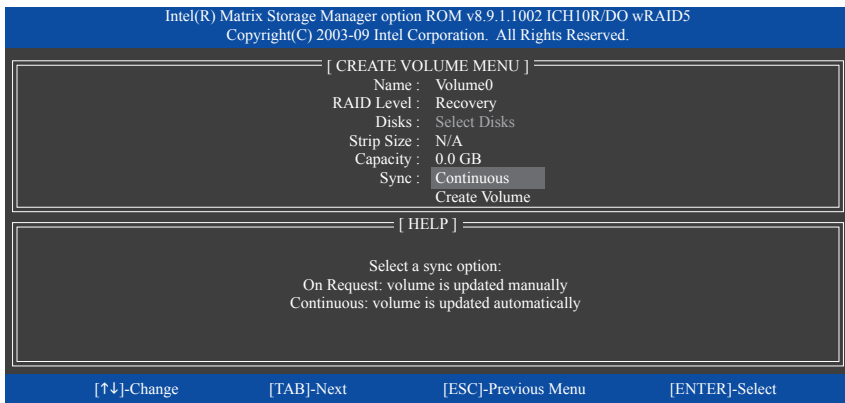 Intel(R) Matrix Storage Manager option ROM v8.9.1.1002 ICH10R/DO wRAID5
Copyright(C) 2003-09 Intel Corporation. All Rights Reserved.
[ CREATE VOLUME MENU ]
Name : Volume0
RAID Level : Recovery
Disks : Select Disks
Strip Size : N/A
Capacity : 0.0 GB
Sync : Continuous
Create Volume
[ HELP ]
Select a sync option:
On Request: volume is updated manually
Continuous: volume is updated automatically
[↑↓]-Change [TAB]-Next [ESC]-Previous Menu [ENTER]-Select